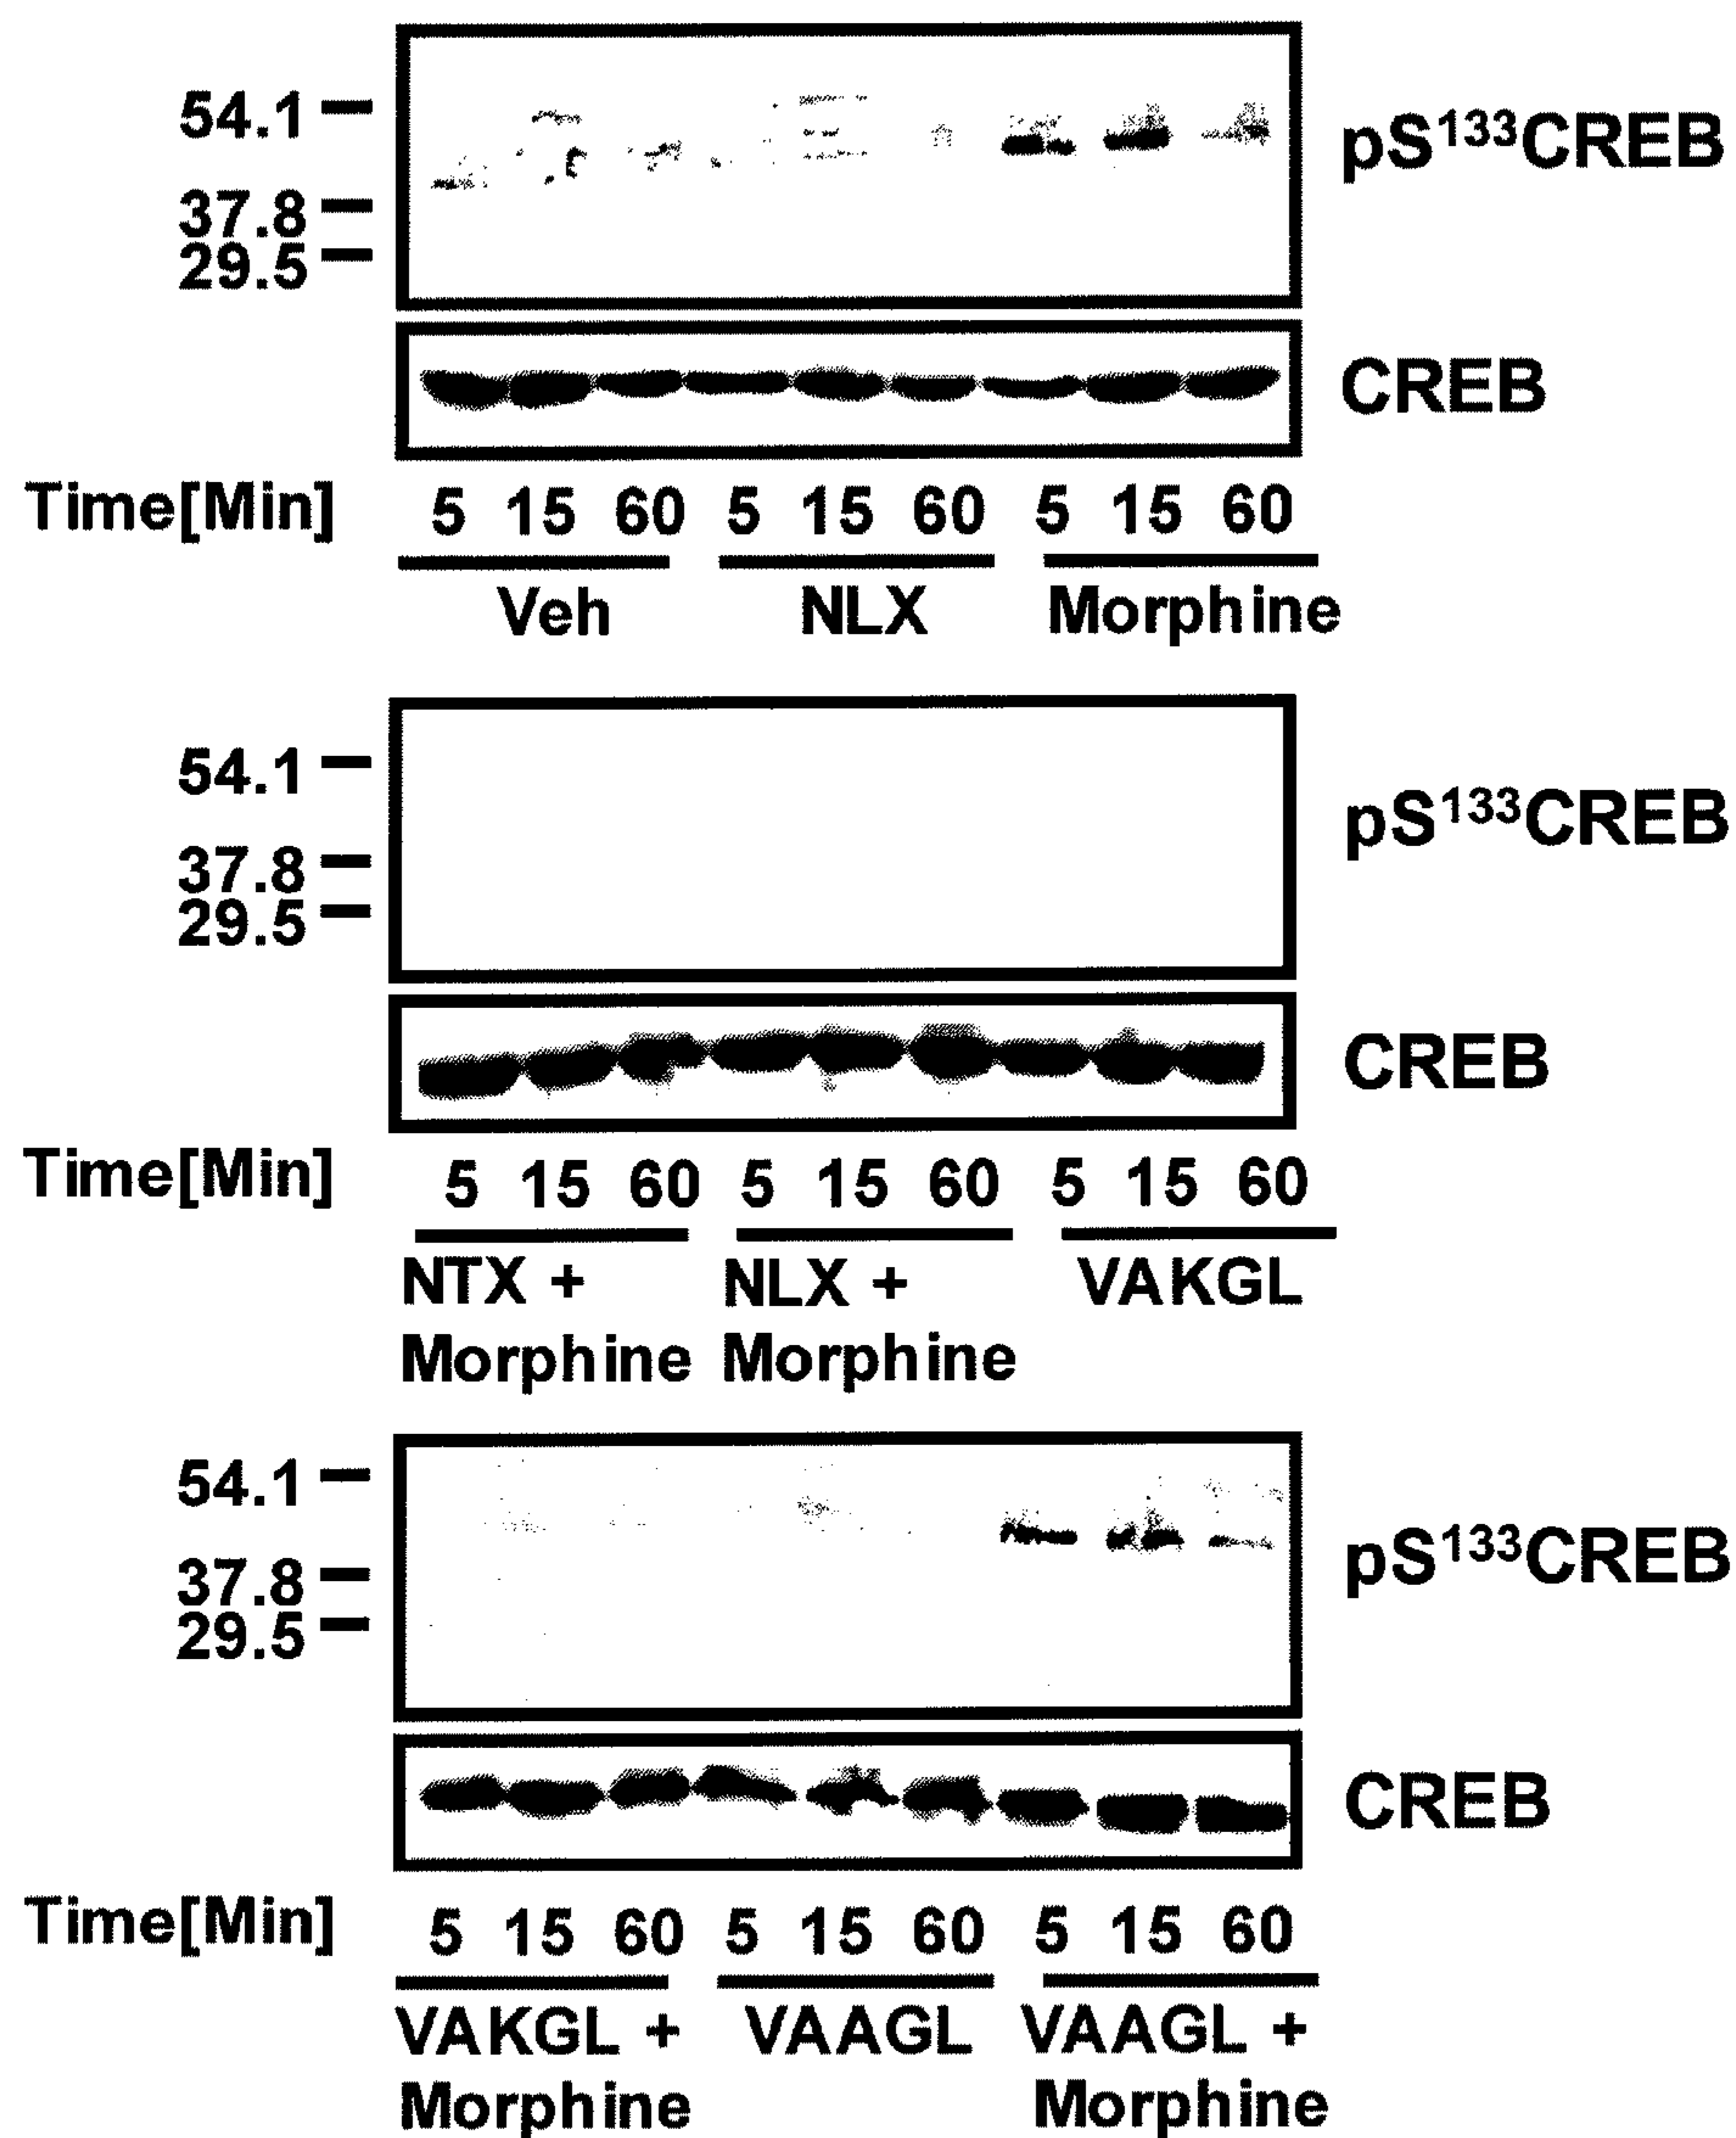 54.1
37.8
29.5
pS¹³³CREB
CREB
Time[Min] 5 15 60 5 15 60 5 15 60
Veh NLX Morphine
54.1
37.8
29.5
pS¹³³CREB
CREB
Time[Min] 5 15 60 5 15 60 5 15 60
NTX + NLX + VAKGL
Morphine Morphine
54.1
37.8
29.5
pS¹³³CREB
CREB
Time[Min] 5 15 60 5 15 60 5 15 60
VAKGL + VAAGL VAAGL +
Morphine Morphine